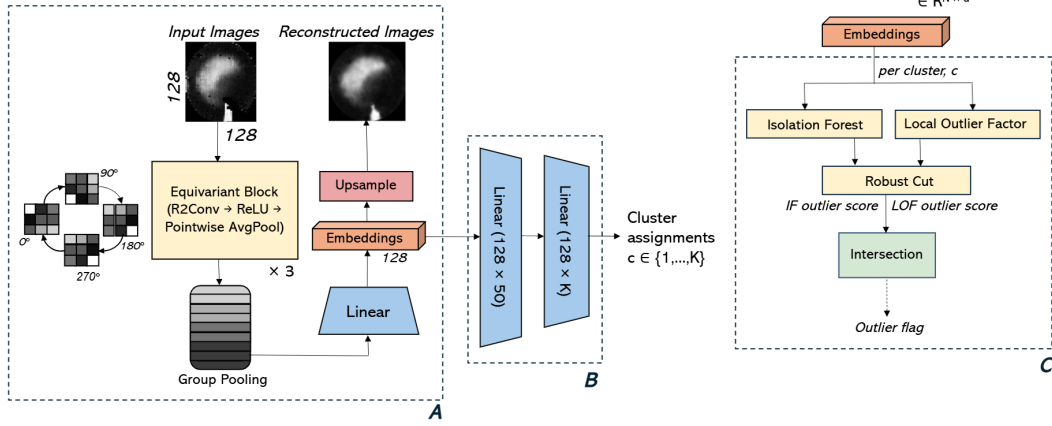 Input Images
Reconstructed Images
128
128
Equivariant Block
(R2Conv → ReLU →
Pointwise AvgPool)
× 3
90°
0°
180°
270°
Group Pooling
Upsample
Embeddings
128
Linear
A
Linear (128 × 50)
Linear (128 × K)
B
Cluster
assignments
c ∈ {1,...,K}
Embeddings
per cluster, c
Isolation Forest
Local Outlier Factor
Robust Cut
IF outlier score
LOF outlier score
Intersection
Outlier flag
C